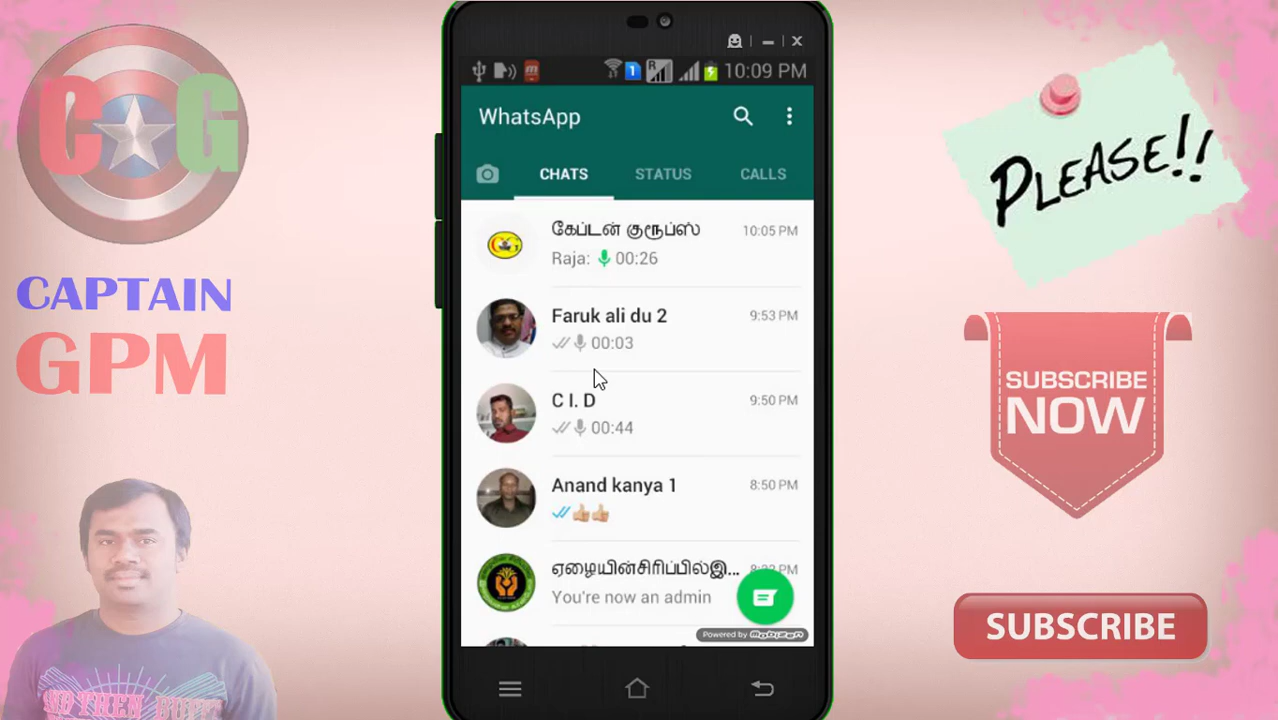 C G
CAPTAIN
GPM
10:09 PM
WhatsApp
CHATS STATUS CALLS
கேப்டன் குரூப்ஸ் 10:05 PM
Raja: 00:26
Faruk ali du 2 9:53 PM
00:03
C I. D 9:50 PM
00:44
Anand kanya 1 8:50 PM
ஏழையின்சிரிப்பில்இ...
You're now an admin
Powered by Mobizen
PLEASE!!
SUBSCRIBE
NOW
SUBSCRIBE